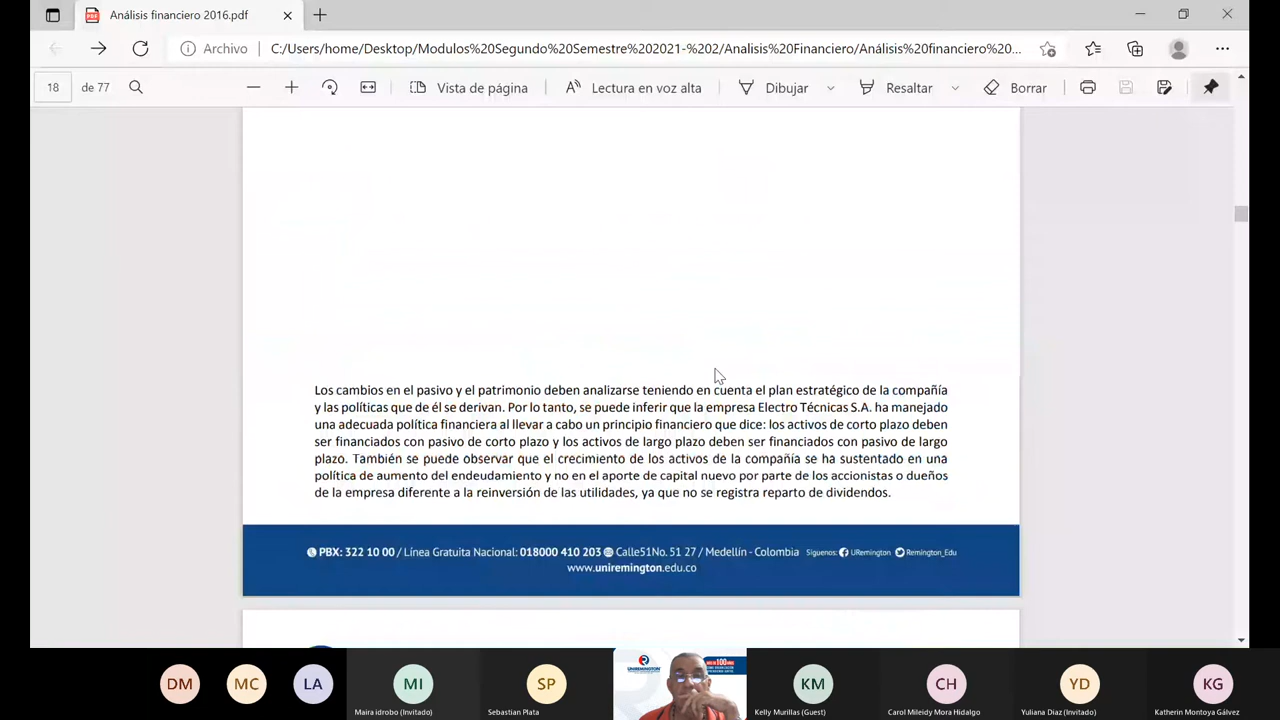 Análisis financiero 2016.pdf
Archivo
C:/Users/home/Desktop/Modulos%20Segundo%20Semestre%202021-%202/Analisis%20Financiero/Análisis%20financiero%20...
18 de 77
Vista de página
Lectura en voz alta
Dibujar
Resaltar
Borrar
Los cambios en el pasivo y el patrimonio deben analizarse teniendo en cuenta el plan estratégico de la compañía
y las políticas que de él se derivan. Por lo tanto, se puede inferir que la empresa Electro Técnicas S.A. ha manejado
una adecuada política financiera al llevar a cabo un principio financiero que dice: los activos de corto plazo deben
ser financiados con pasivo de corto plazo y los activos de largo plazo deben ser financiados con pasivo de largo
plazo. También se puede observar que el crecimiento de los activos de la compañía se ha sustentado en una
política de aumento del endeudamiento y no en el aporte de capital nuevo por parte de los accionistas o dueños
de la empresa diferente a la reinversión de las utilidades, ya que no se registra reparto de dividendos.
PBX: 322 10 00 / Línea Gratuita Nacional: 018000 410 203 Calle51No. 51 27 / Medellín - Colombia Síguenos: URemington Remington_Edu
www.uniremington.edu.co
DM
MC
LA
MI
Maira idrobo (Invitado)
SP
Sebastian Plata
UNIREMINGTON
100
KM
Kelly Murillas (Guest)
CH
Carol Mileidy Mora Hidalgo
YD
Yuliana Diaz (Invitado)
KG
Katherin Montoya Gálvez